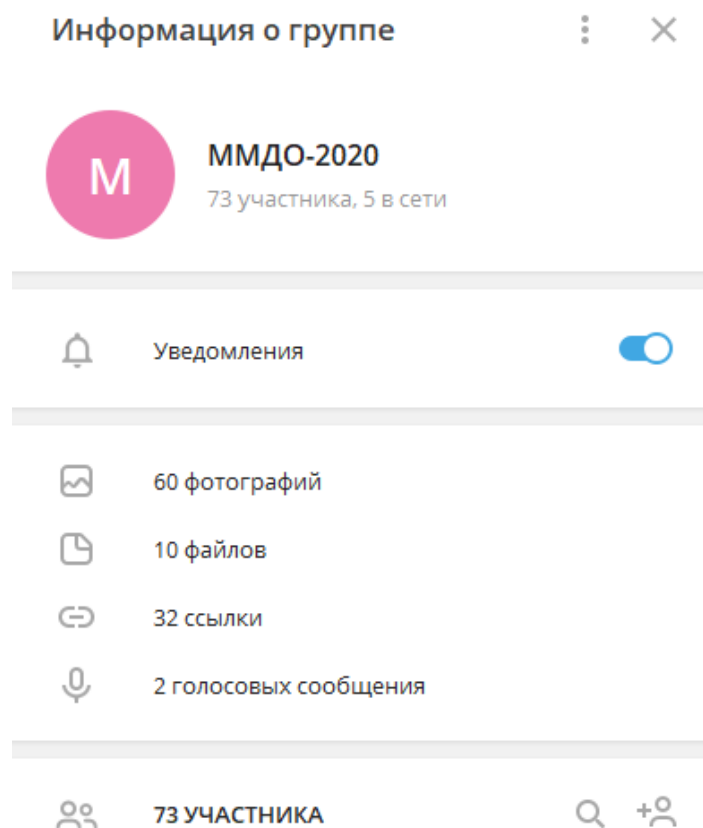 Информация о группе
М
ММДО-2020
73 участника, 5 в сети
Уведомления
60 фотографий
10 файлов
32 ссылки
2 голосовых сообщения
73 УЧАСТНИКА